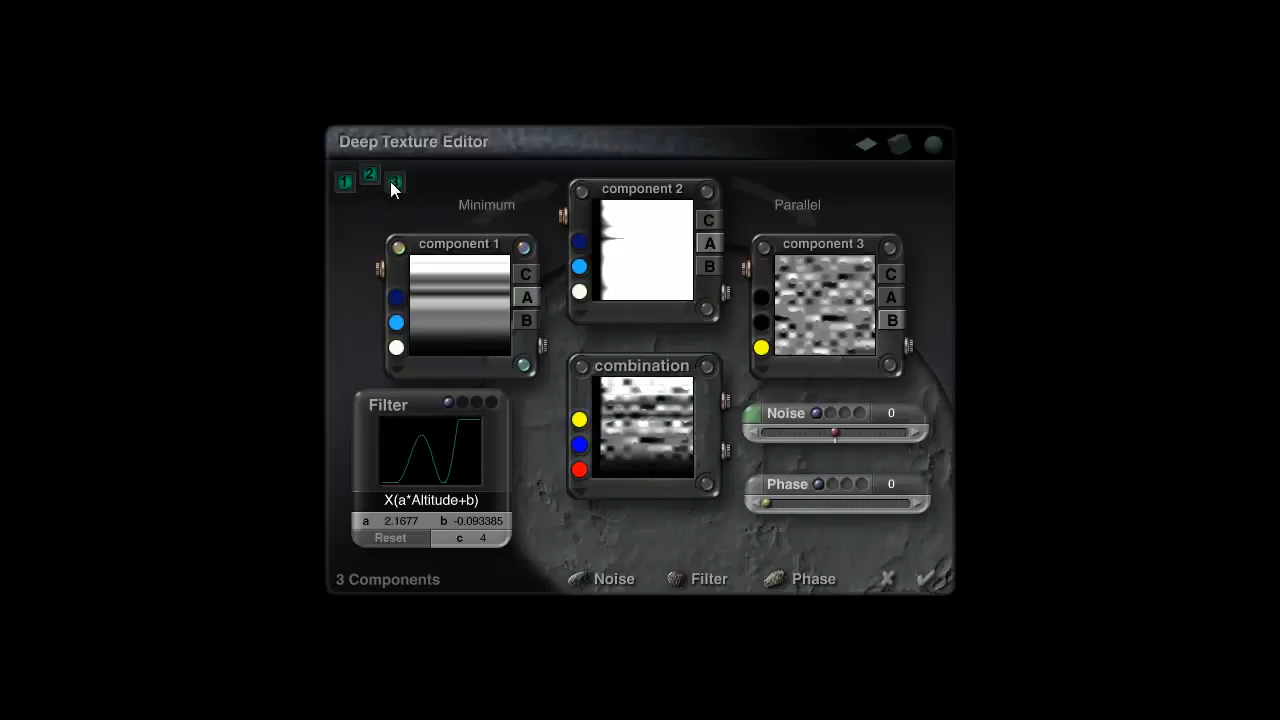 Deep Texture Editor
1 2 3
Minimum
component 2
Parallel
C
A
B
component 1
C
A
B
component 3
C
A
B
combination
Filter
X(a*Altitude+b)
a 2.1677 b -0.093385
Reset c 4
Noise 0
Phase 0
3 Components
Noise Filter Phase